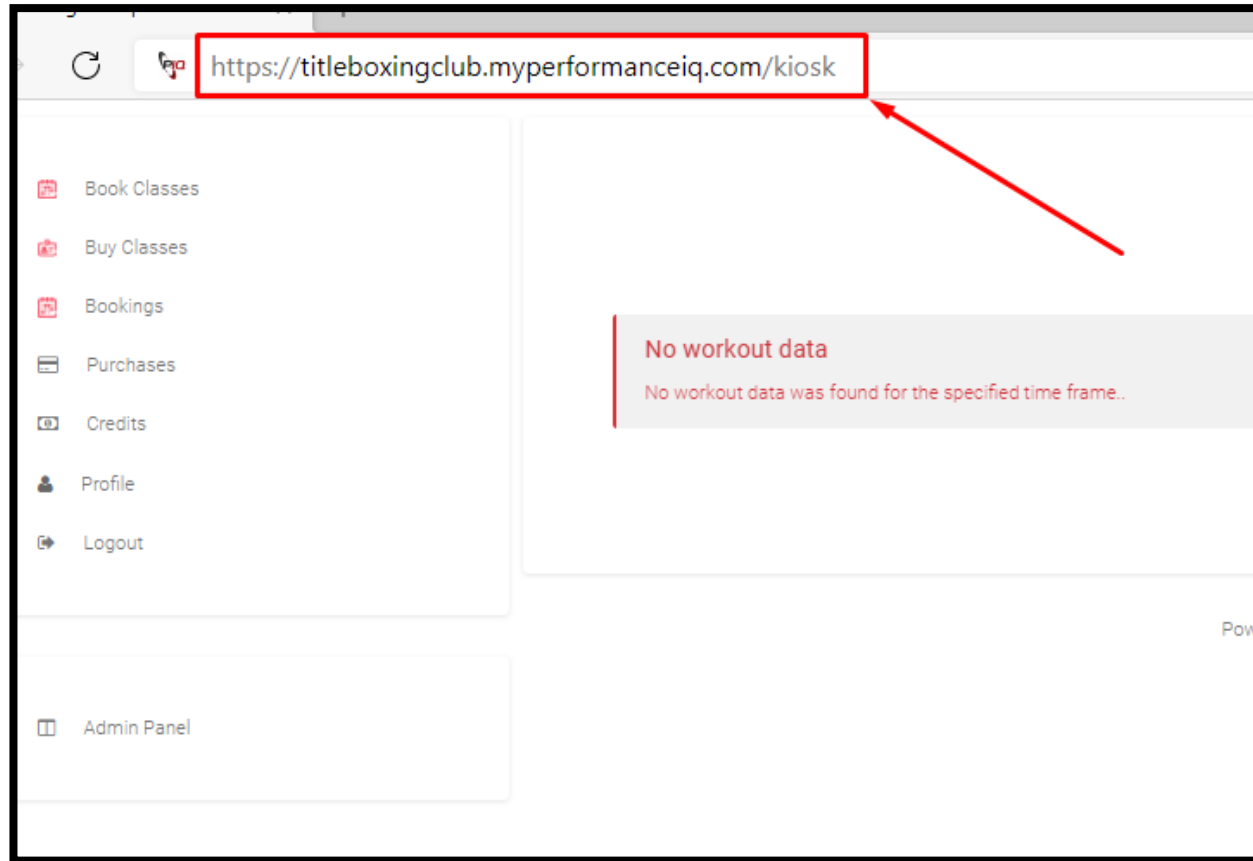 https://titleboxingclub.myperformanceiq.com/kiosk
Book Classes
Buy Classes
Bookings
Purchases
Credits
Profile
Logout
Admin Panel
No workout data
No workout data was found for the specified time frame..
Pow